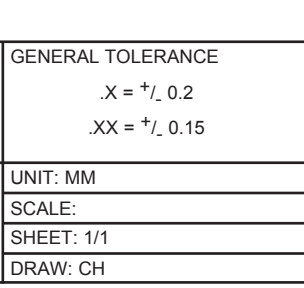 GENERAL TOLERANCE
.X = +/- 0.2
.XX = +/- 0.15
UNIT: MM
SCALE:
SHEET: 1/1
DRAW: CH